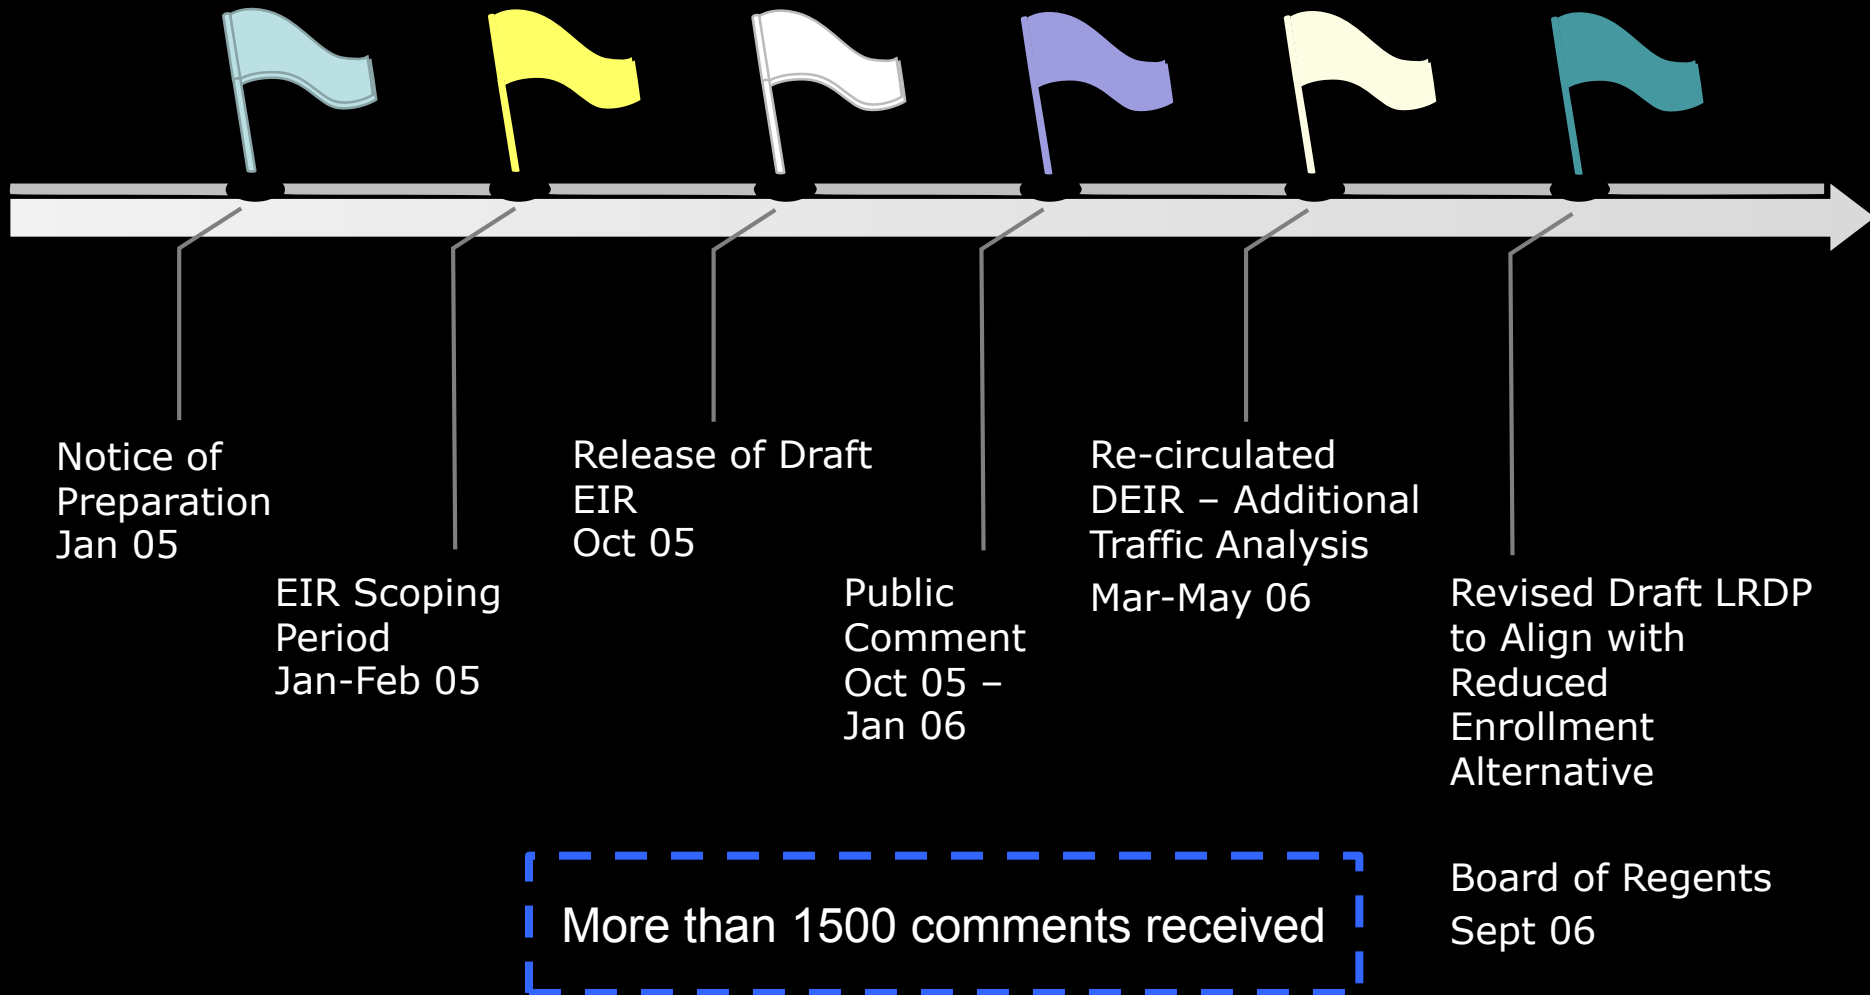 Notice of
Preparation
Jan 05
EIR Scoping
Period
Jan-Feb 05
Release of Draft
EIR
Oct 05
Public
Comment
Oct 05 –
Jan 06
Re-circulated
DEIR – Additional
Traffic Analysis
Mar-May 06
Revised Draft LRDP
to Align with
Reduced
Enrollment
Alternative
Board of Regents
Sept 06
More than 1500 comments received